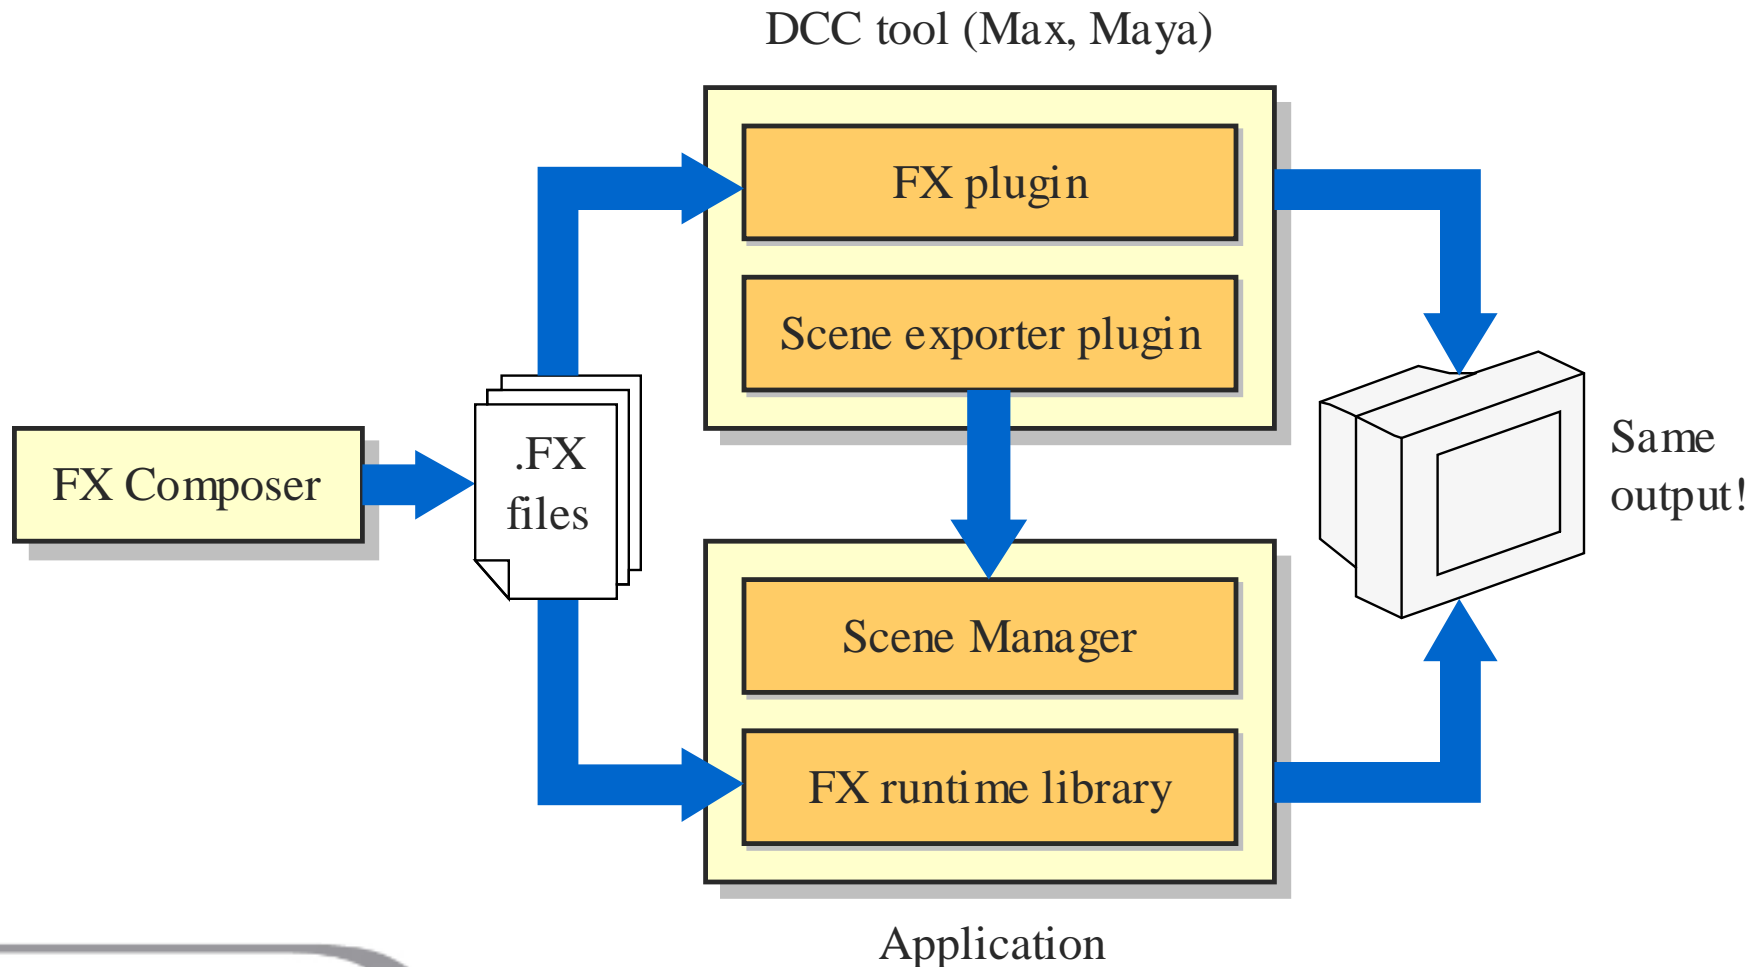 DCC tool (Max, Maya)
FX plugin
Scene exporter plugin
FX Composer
.FX
files
Same
output!
Scene Manager
FX runtime library
Application